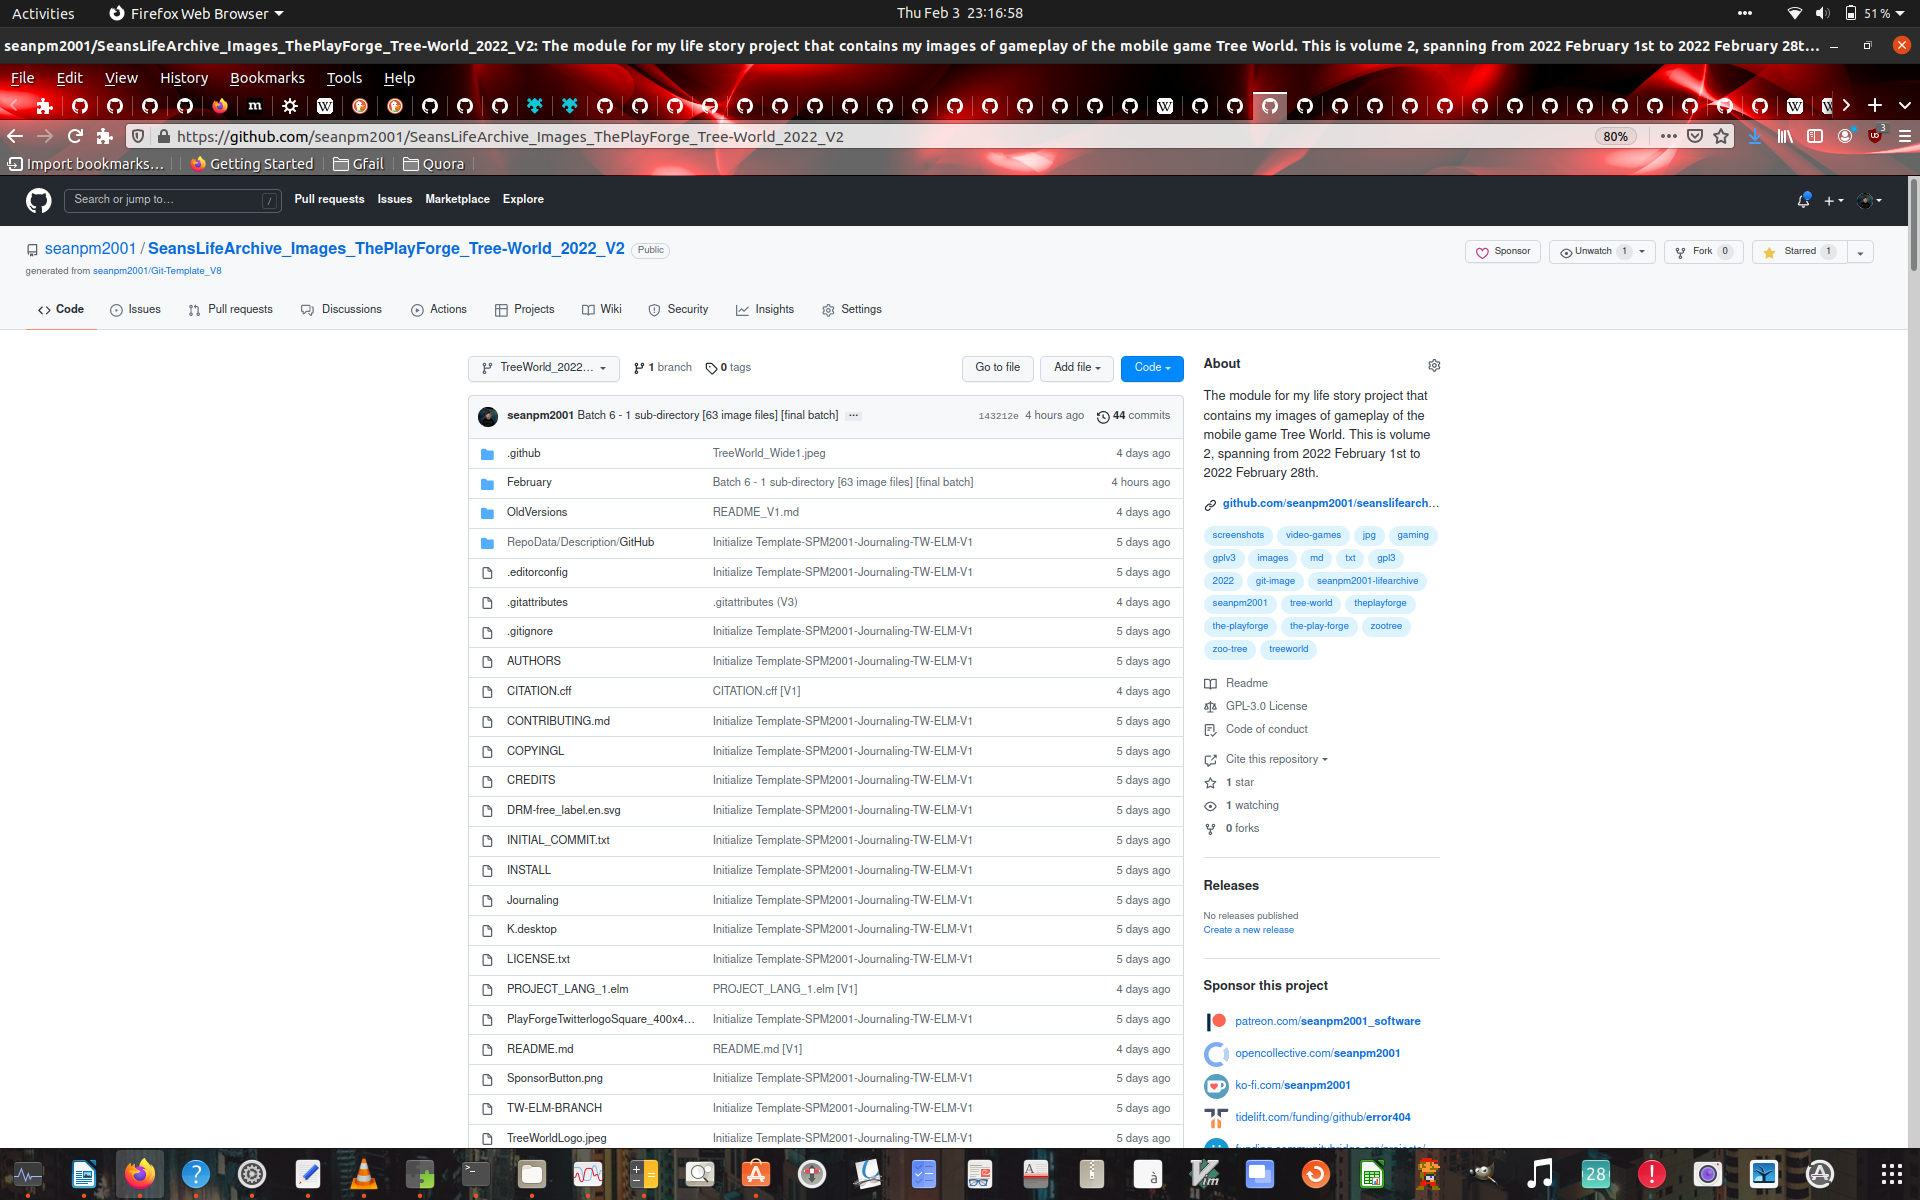 Activities
Firefox Web Browser
Thu Feb 3 23:16:58
51%
seanpm2001/SeansLifeArchive_Images_ThePlayForge_Tree-World_2022_V2: The module for my life story project that contains my images of gameplay of the mobile game Tree World. This is volume 2, spanning from 2022 February 1st to 2022 February 28t…
File Edit View History Bookmarks Tools Help
https://github.com/seanpm2001/SeansLifeArchive_Images_ThePlayForge_Tree-World_2022_V2
80%
3
Import bookmarks…
Getting Started
Gfail
Quora
Search or jump to…
/
Pull requests Issues Marketplace Explore
seanpm2001 / SeansLifeArchive_Images_ThePlayForge_Tree-World_2022_V2 Public
generated from seanpm2001/Git-Template_V8
Sponsor
Unwatch 1
Fork 0
Starred 1
Code
Issues
Pull requests
Discussions
Actions
Projects
Wiki
Security
Insights
Settings
TreeWorld_2022…
1 branch
0 tags
Go to file
Add file
Code
seanpm2001 Batch 6 - 1 sub-directory [63 image files] [final batch] … 143212e 4 hours ago 44 commits
.github TreeWorld_Wide1.jpeg 4 days ago
February Batch 6 - 1 sub-directory [63 image files] [final batch] 4 hours ago
OldVersions README_V1.md 4 days ago
RepoData/Description/GitHub Initialize Template-SPM2001-Journaling-TW-ELM-V1 5 days ago
.editorconfig Initialize Template-SPM2001-Journaling-TW-ELM-V1 5 days ago
.gitattributes .gitattributes (V3) 4 days ago
.gitignore Initialize Template-SPM2001-Journaling-TW-ELM-V1 5 days ago
AUTHORS Initialize Template-SPM2001-Journaling-TW-ELM-V1 5 days ago
CITATION.cff CITATION.cff [V1] 4 days ago
CONTRIBUTING.md Initialize Template-SPM2001-Journaling-TW-ELM-V1 5 days ago
COPYINGL Initialize Template-SPM2001-Journaling-TW-ELM-V1 5 days ago
CREDITS Initialize Template-SPM2001-Journaling-TW-ELM-V1 5 days ago
DRM-free_label.en.svg Initialize Template-SPM2001-Journaling-TW-ELM-V1 5 days ago
INITIAL_COMMIT.txt Initialize Template-SPM2001-Journaling-TW-ELM-V1 5 days ago
INSTALL Initialize Template-SPM2001-Journaling-TW-ELM-V1 5 days ago
Journaling Initialize Template-SPM2001-Journaling-TW-ELM-V1 5 days ago
K.desktop Initialize Template-SPM2001-Journaling-TW-ELM-V1 5 days ago
LICENSE.txt Initialize Template-SPM2001-Journaling-TW-ELM-V1 5 days ago
PROJECT_LANG_1.elm PROJECT_LANG_1.elm [V1] 4 days ago
PlayForgeTwitterlogoSquare_400x4… Initialize Template-SPM2001-Journaling-TW-ELM-V1 5 days ago
README.md README.md [V1] 4 days ago
SponsorButton.png Initialize Template-SPM2001-Journaling-TW-ELM-V1 5 days ago
TW-ELM-BRANCH Initialize Template-SPM2001-Journaling-TW-ELM-V1 5 days ago
TreeWorldLogo.jpeg Initialize Template-SPM2001-Journaling-TW-ELM-V1 5 days ago
About
The module for my life story project that
contains my images of gameplay of the
mobile game Tree World. This is volume
2, spanning from 2022 February 1st to
2022 February 28th.
github.com/seanpm2001/seanslifearch…
screenshots video-games jpg gaming
gplv3 images md txt gpl3
2022 git-image seanpm2001-lifearchive
seanpm2001 tree-world theplayforge
the-playforge the-play-forge zootree
zoo-tree treeworld
Readme
GPL-3.0 License
Code of conduct
Cite this repository
1 star
1 watching
0 forks
Releases
No releases published
Create a new release
Sponsor this project
patreon.com/seanpm2001_software
opencollective.com/seanpm2001
ko-fi.com/seanpm2001
tidelift.com/funding/github/error404
28